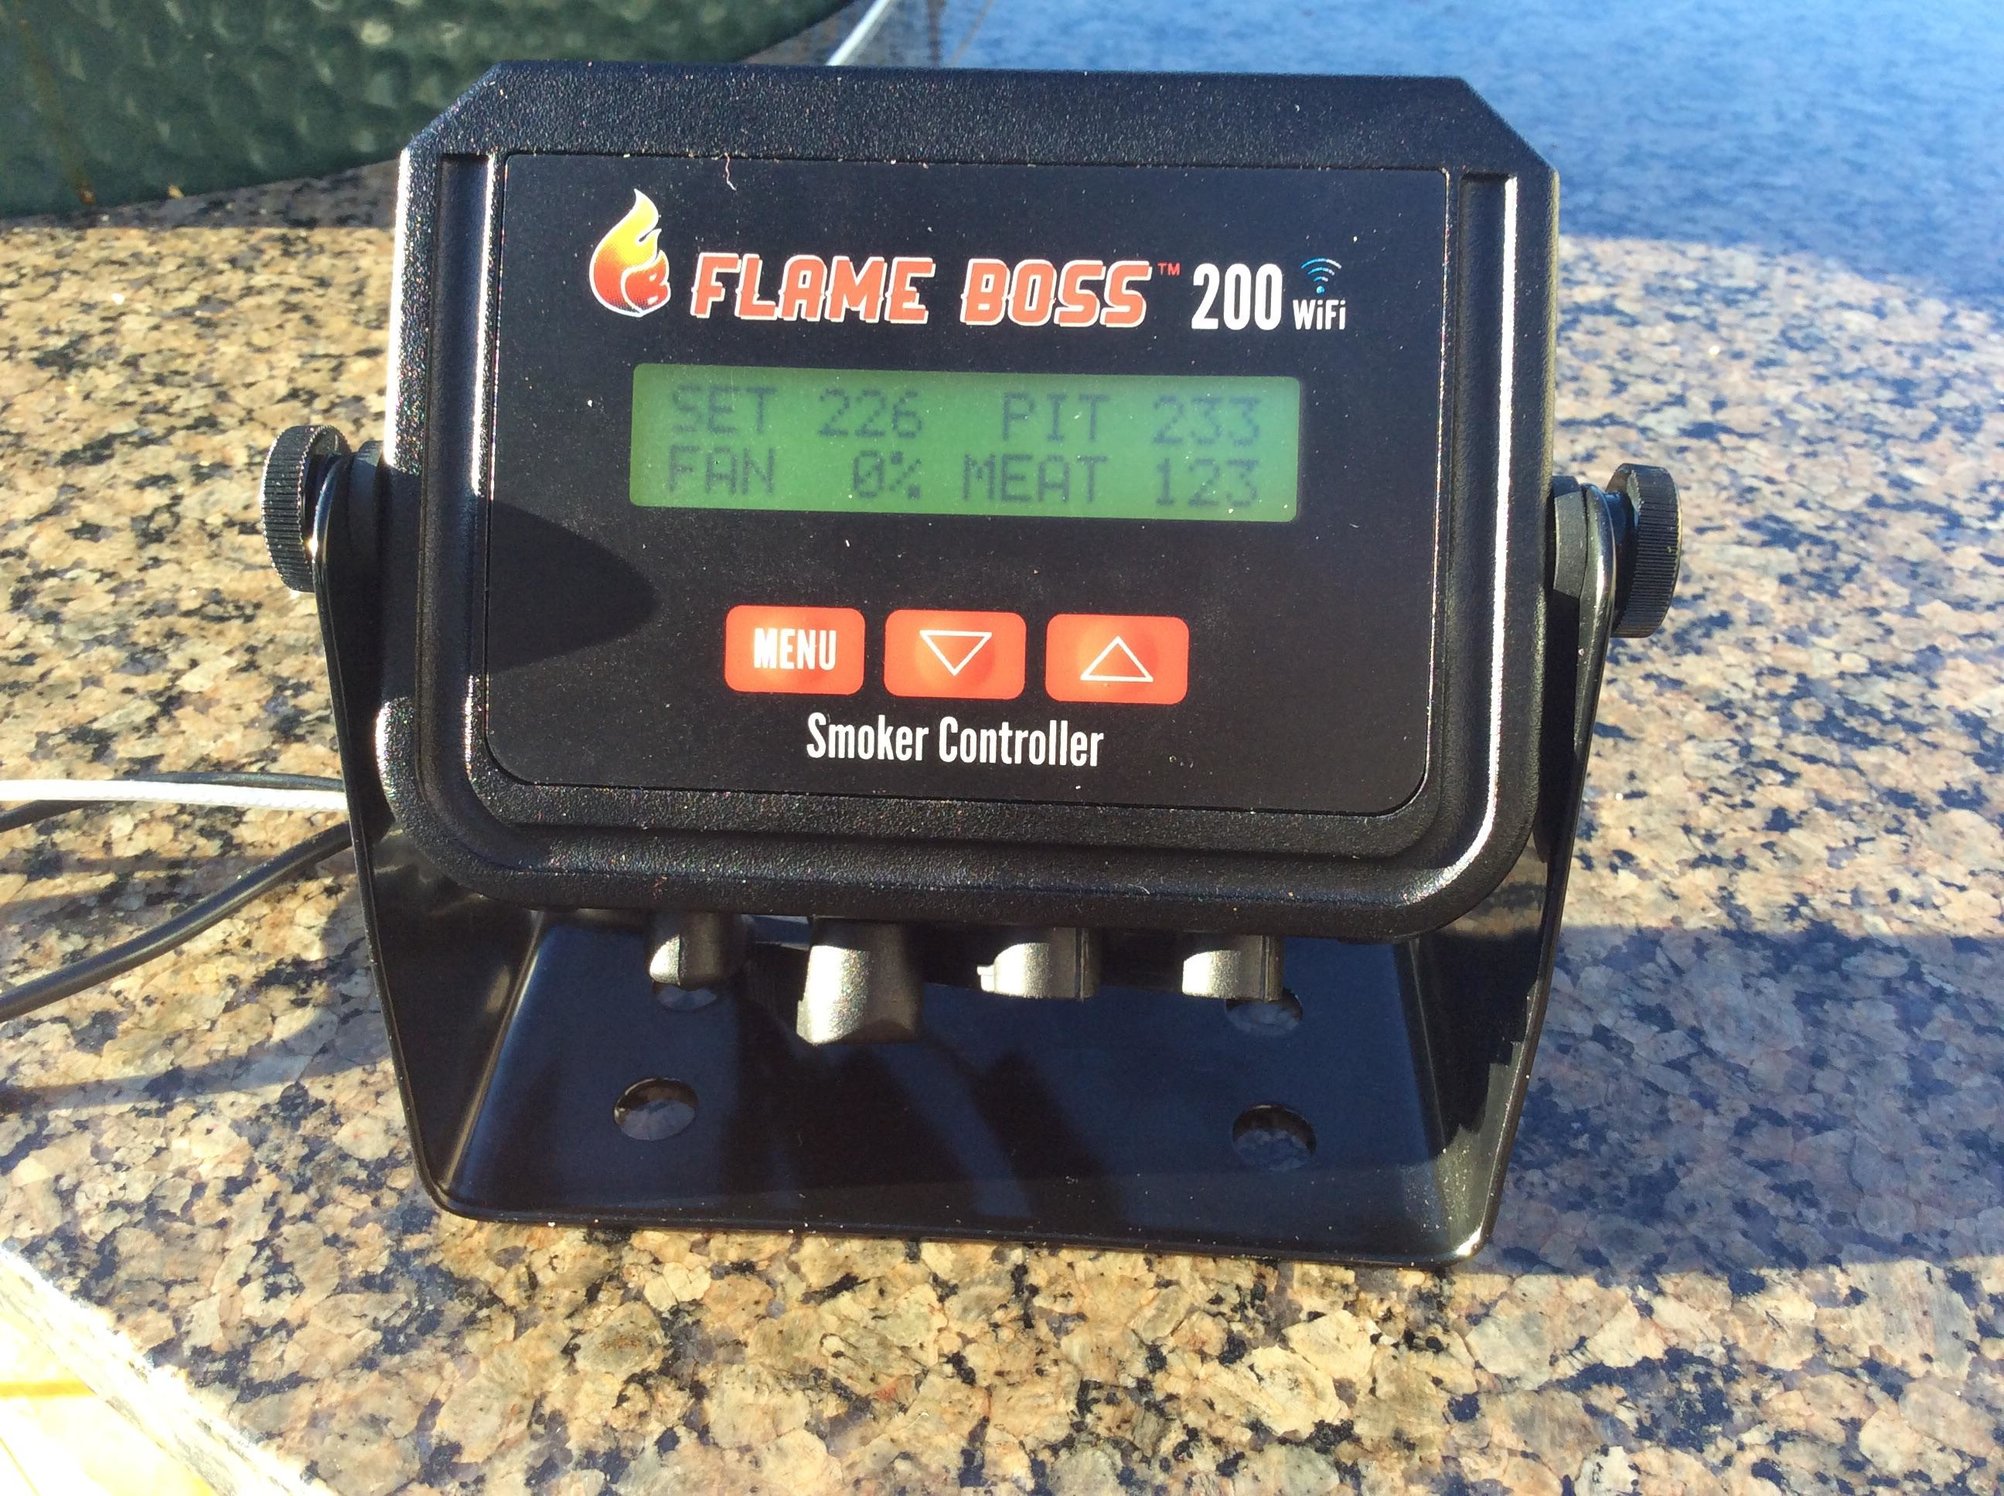 FLAME BOSS™ 200 WiFi
SET 226 PIT 233
FAN 0% MEAT 123
MENU
Smoker Controller